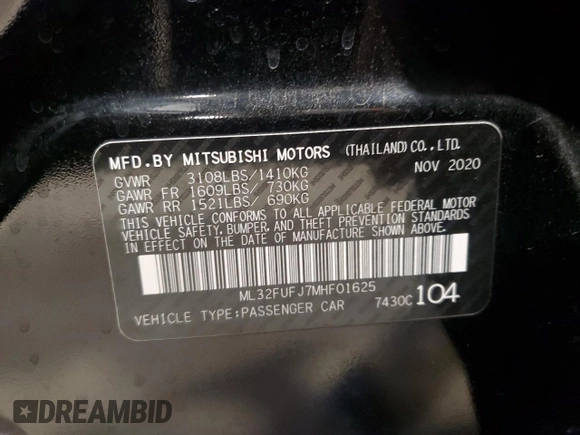 MFD.BY MITSUBISHI MOTORS (THAILAND)CO.,LTD.
GVWR 3108LBS/1410KG NOV 2020
GAWR FR 1609LBS/ 730KG
GAWR RR 1521LBS/ 690KG
THIS VEHICLE CONFORMS TO ALL APPLICABLE FEDERAL MOTOR
VEHICLE SAFETY,BUMPER,AND THEFT PREVENTION STANDARDS
IN EFFECT ON THE DATE OF MANUFACTURE SHOWN ABOVE.
ML32FUFJ7MHF01625
VEHICLE TYPE:PASSENGER CAR 7430C 104
DREAMBID